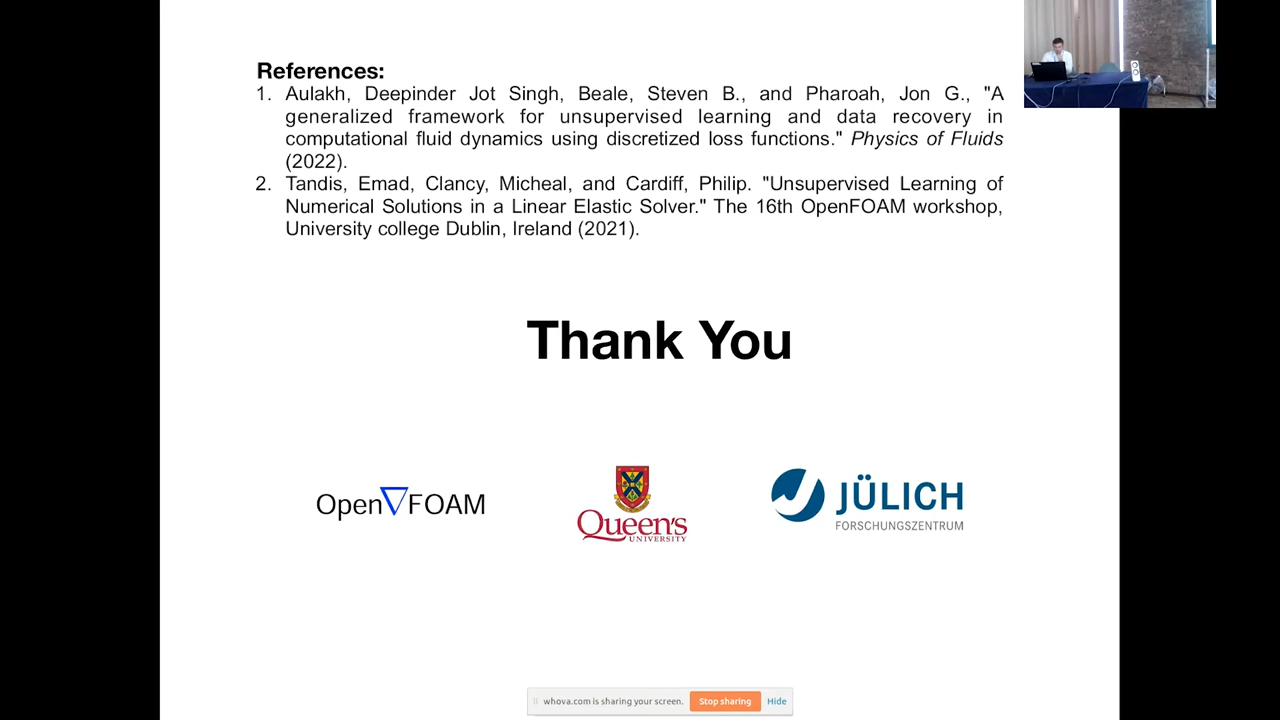 References:
1. Aulakh, Deepinder Jot Singh, Beale, Steven B., and Pharoah, Jon G., "A
generalized framework for unsupervised learning and data recovery in
computational fluid dynamics using discretized loss functions." Physics of Fluids
(2022).
2. Tandis, Emad, Clancy, Micheal, and Cardiff, Philip. "Unsupervised Learning of
Numerical Solutions in a Linear Elastic Solver." The 16th OpenFOAM workshop,
University college Dublin, Ireland (2021).
Thank You
Open FOAM
Queen's
UNIVERSITY
JÜLICH
FORSCHUNGSZENTRUM
whova.com is sharing your screen. Stop sharing Hide